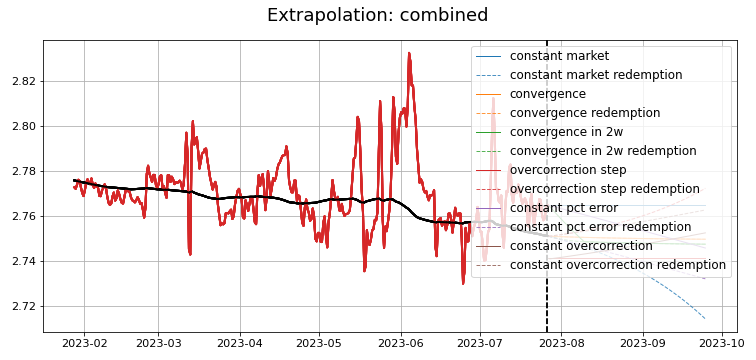 Extrapolation: combined
constant market
constant market redemption
convergence
convergence redemption
convergence in 2w
convergence in 2w redemption
overcorrection step
overcorrection step redemption
constant pct error
constant pct error redemption
constant overcorrection
constant overcorrection redemption
2.82
2.80
2.78
2.76
2.74
2.72
2023-02 2023-03 2023-04 2023-05 2023-06 2023-07 2023-08 2023-09 2023-10